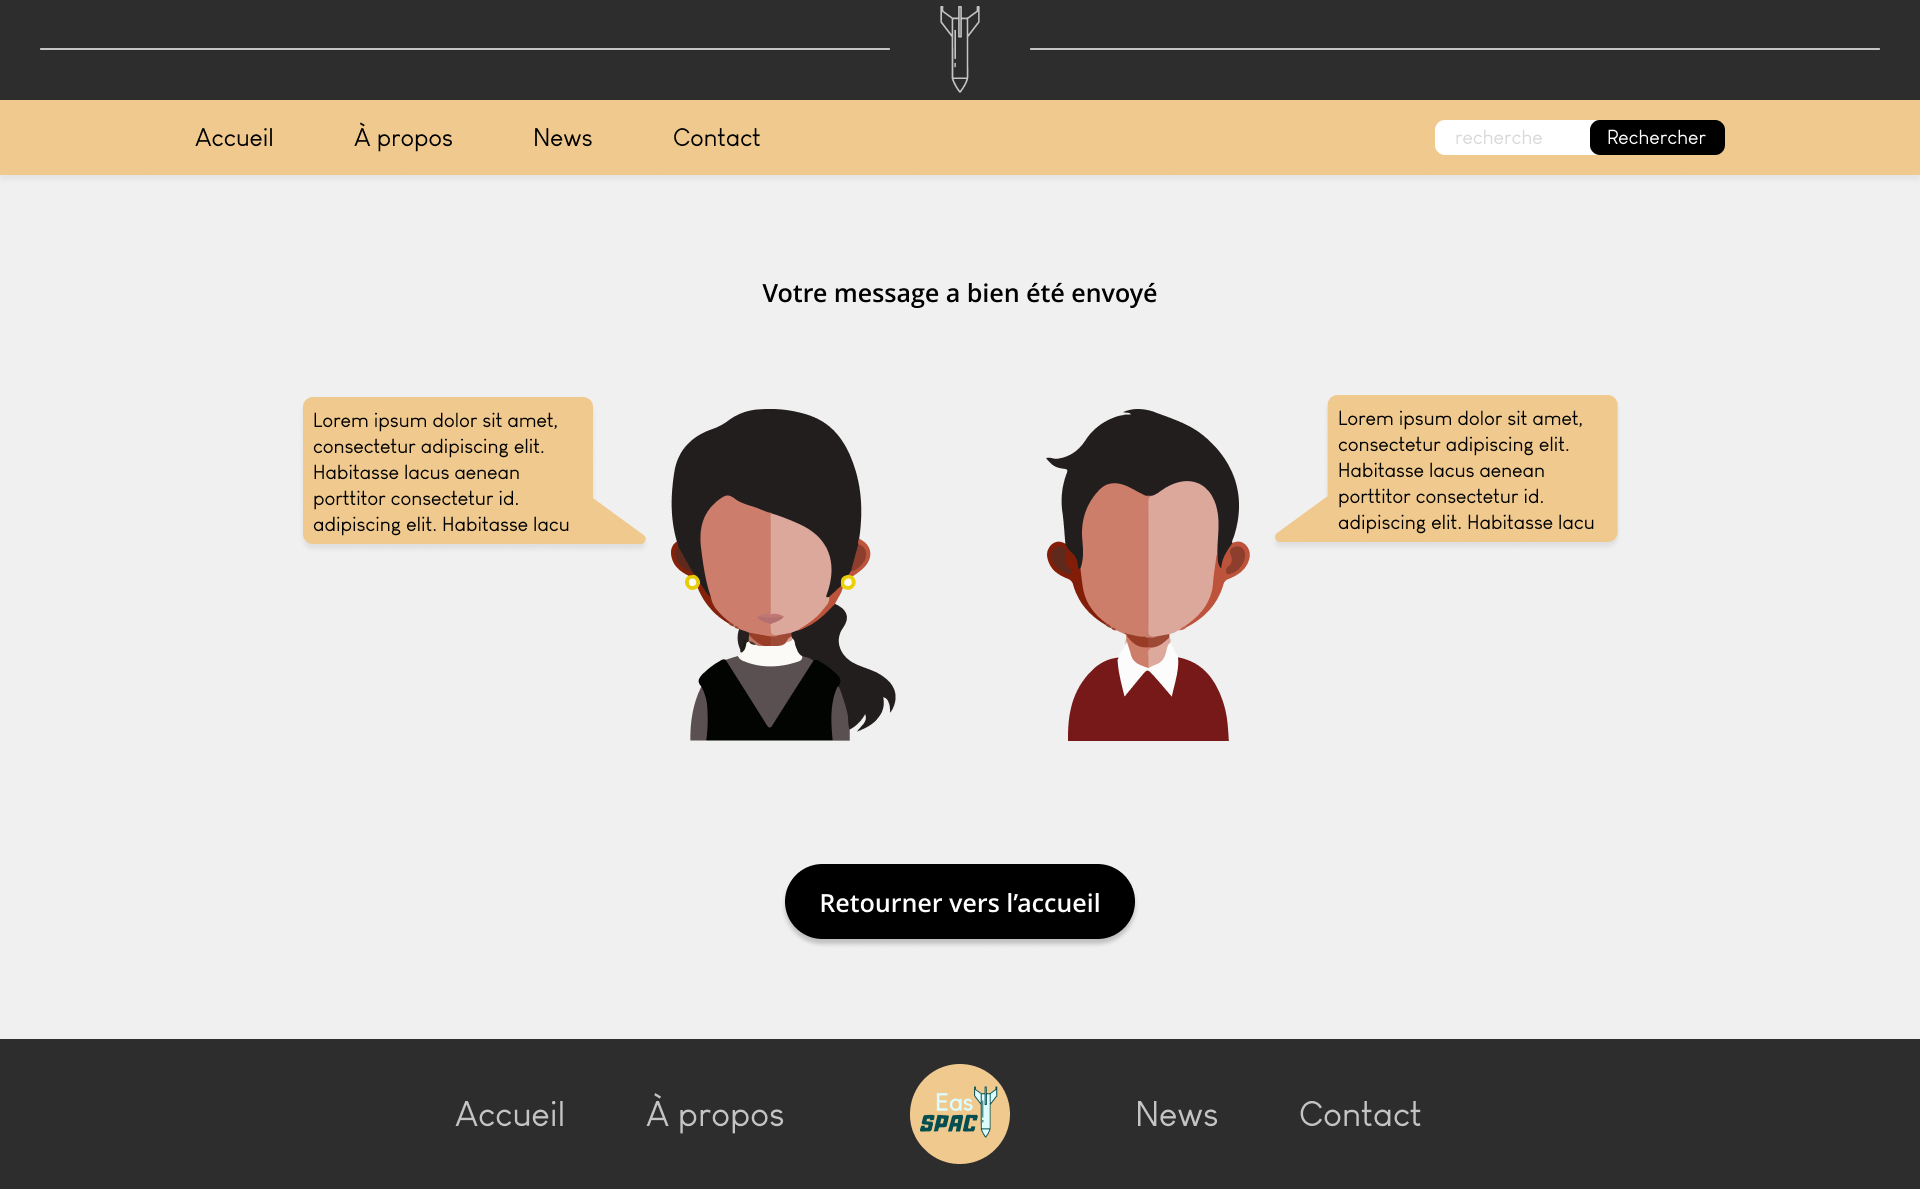 Accueil À propos News Contact recherche Rechercher
Votre message a bien été envoyé
Lorem ipsum dolor sit amet,
consectetur adipiscing elit.
Habitasse lacus aenean
porttitor consectetur id.
adipiscing elit. Habitasse lacu
Lorem ipsum dolor sit amet,
consectetur adipiscing elit.
Habitasse lacus aenean
porttitor consectetur id.
adipiscing elit. Habitasse lacu
Retourner vers l’accueil
Accueil À propos
Eas
SPAC
News Contact